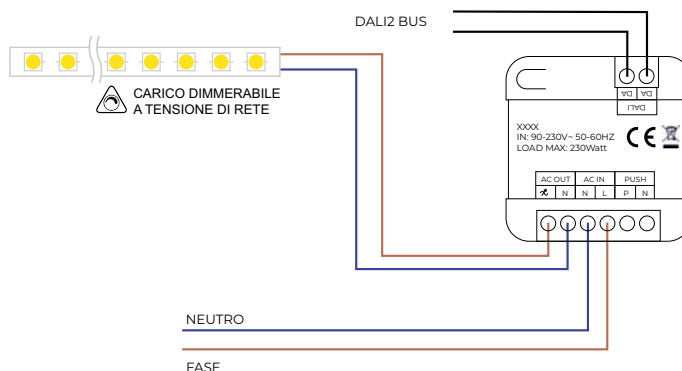 DALI2 BUS
CARICO DIMMERABILE
A TENSIONE DI RETE
DA DA
DALI
XXXX
IN: 90-230V~ 50-60HZ
LOAD MAX: 230Watt
CE
AC OUT AC IN PUSH
N N L P N
NEUTRO
FASE